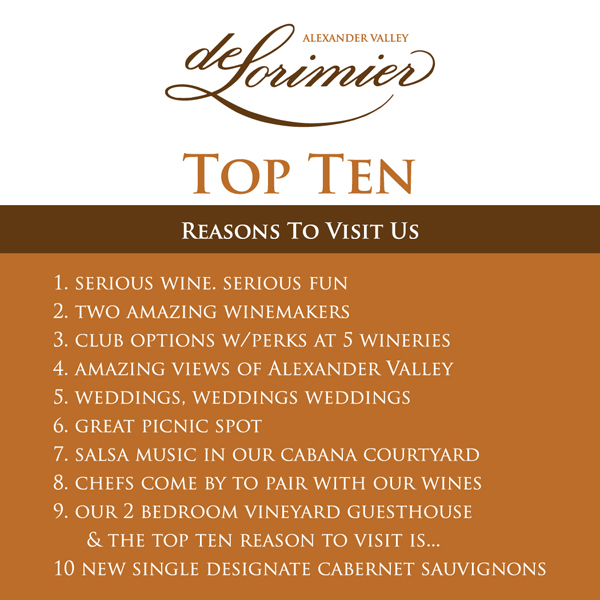 ALEXANDER VALLEY
deLorimier
TOP TEN
REASONS TO VISIT US
1. SERIOUS WINE. SERIOUS FUN
2. TWO AMAZING WINEMAKERS
3. CLUB OPTIONS W/PERKS AT 5 WINERIES
4. AMAZING VIEWS OF ALEXANDER VALLEY
5. WEDDINGS, WEDDINGS WEDDINGS
6. GREAT PICNIC SPOT
7. SALSA MUSIC IN OUR CABANA COURTYARD
8. CHEFS COME BY TO PAIR WITH OUR WINES
9. OUR 2 BEDROOM VINEYARD GUESTHOUSE
& THE TOP TEN REASON TO VISIT IS...
10 NEW SINGLE DESIGNATE CABERNET SAUVIGNONS